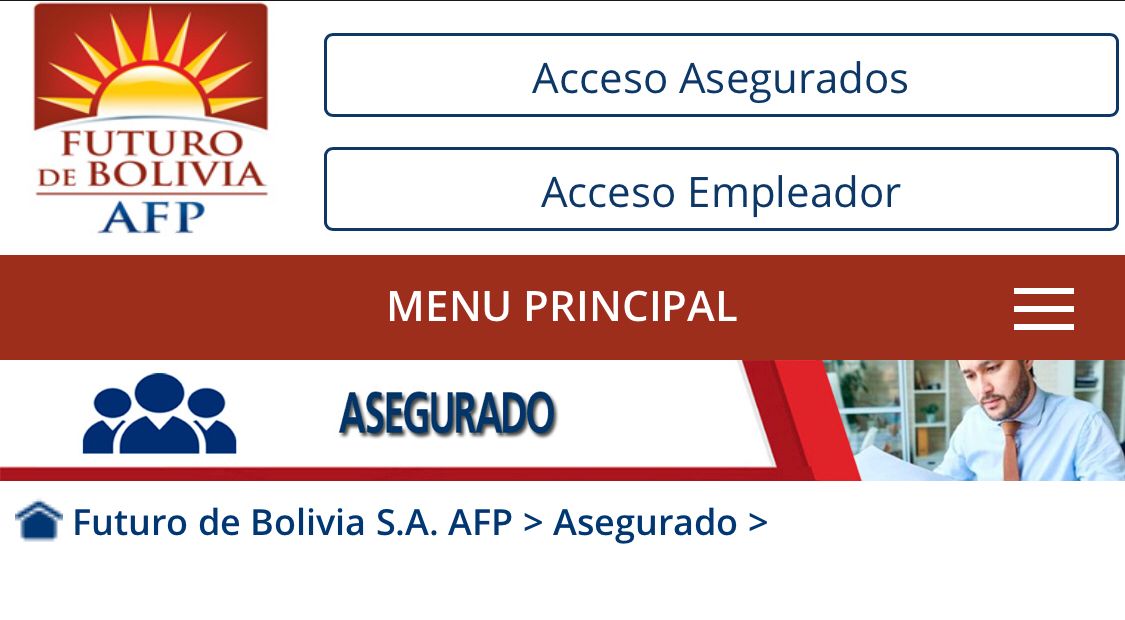 FUTURO
DE BOLIVIA
AFP
Acceso Asegurados
Acceso Empleador
MENU PRINCIPAL
ASEGURADO
Futuro de Bolivia S.A. AFP > Asegurado >